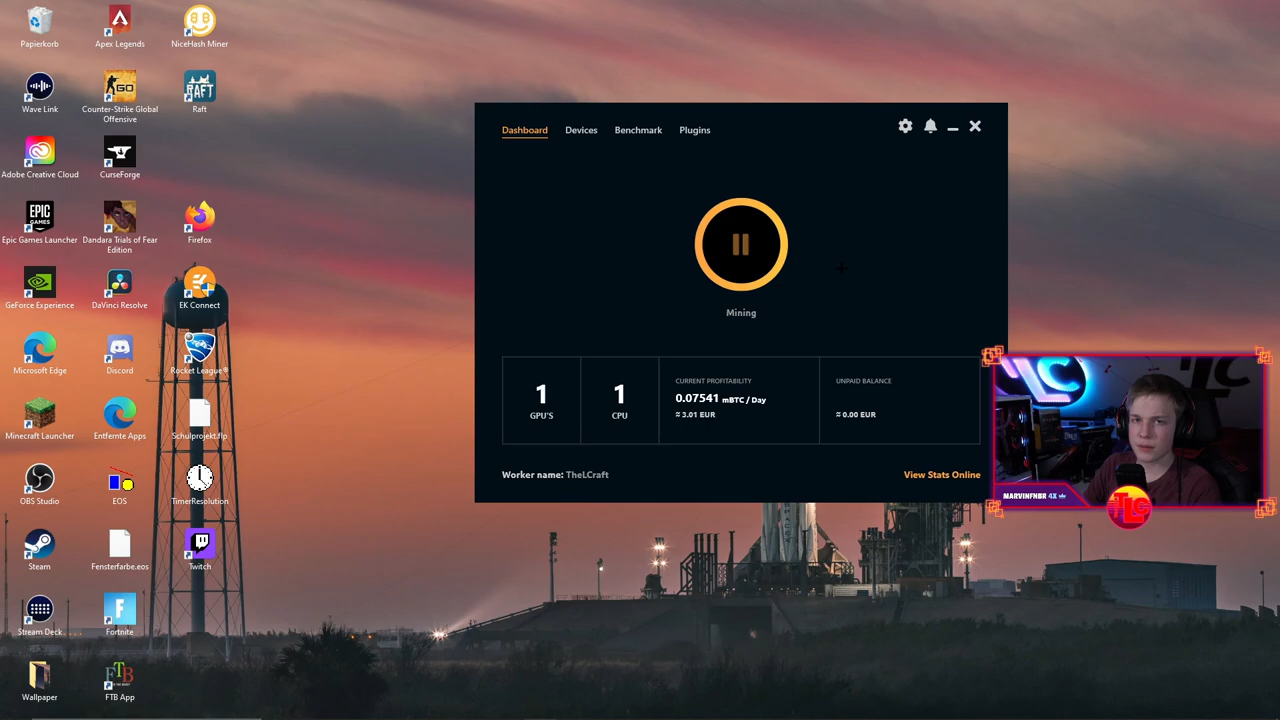 Papierkorb
Apex Legends
NiceHash Miner
Wave Link
Counter-Strike Global
Offensive
Raft
Adobe Creative Cloud
CurseForge
Epic Games Launcher
Dandara Trials of Fear
Edition
Firefox
GeForce Experience
DaVinci Resolve
EK Connect
Microsoft Edge
Discord
Rocket League®
Minecraft Launcher
Entfernte Apps
Schulprojekt.flp
OBS Studio
EOS
TimerResolution
Steam
Fensterfarbe.eos
Twitch
Stream Deck
Fortnite
Wallpaper
FTB App
Dashboard
Devices
Benchmark
Plugins
Mining
1
GPU'S
1
CPU
CURRENT PROFITABILITY
0.07541 mBTC / Day
≈ 3.01 EUR
UNPAID BALANCE
≈ 0.00 EUR
Worker name: TheLCraft
View Stats Online
MARVINFNBR 4X
TLC